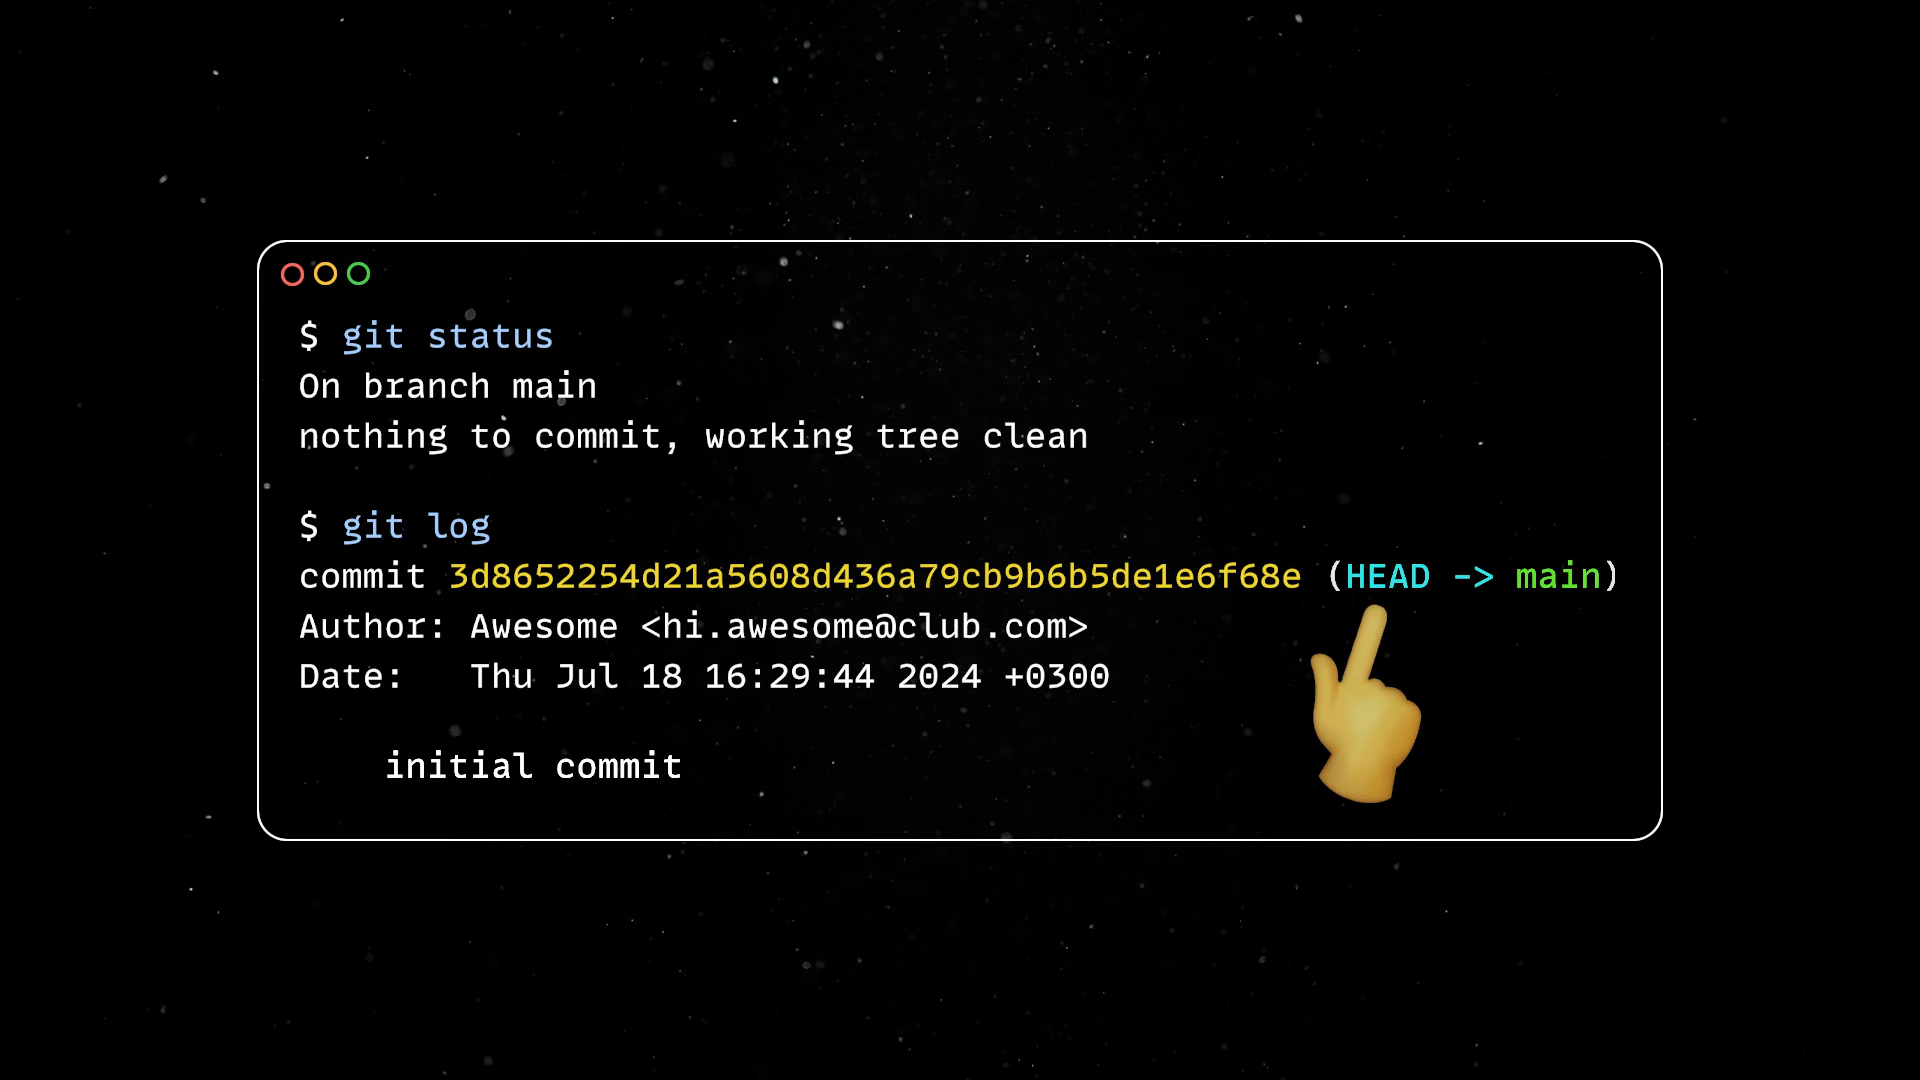 $ git status
On branch main
nothing to commit, working tree clean
$ git log
commit 3d8652254d21a5608d436a79cb9b6b5de1e6f68e (HEAD -> main)
Author: Awesome <hi.awesome@club.com>
Date:   Thu Jul 18 16:29:44 2024 +0300
initial commit